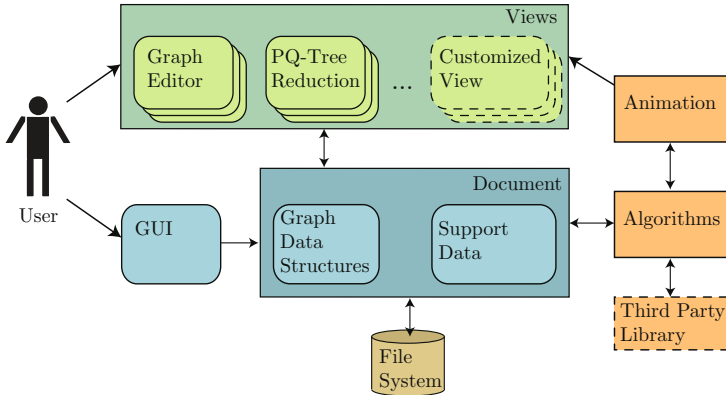 Views
Graph
Editor
PQ-Tree
Reduction
...
Customized
View
Animation
User
GUI
Document
Graph
Data
Structures
Support
Data
Algorithms
Third Party
Library
File
System